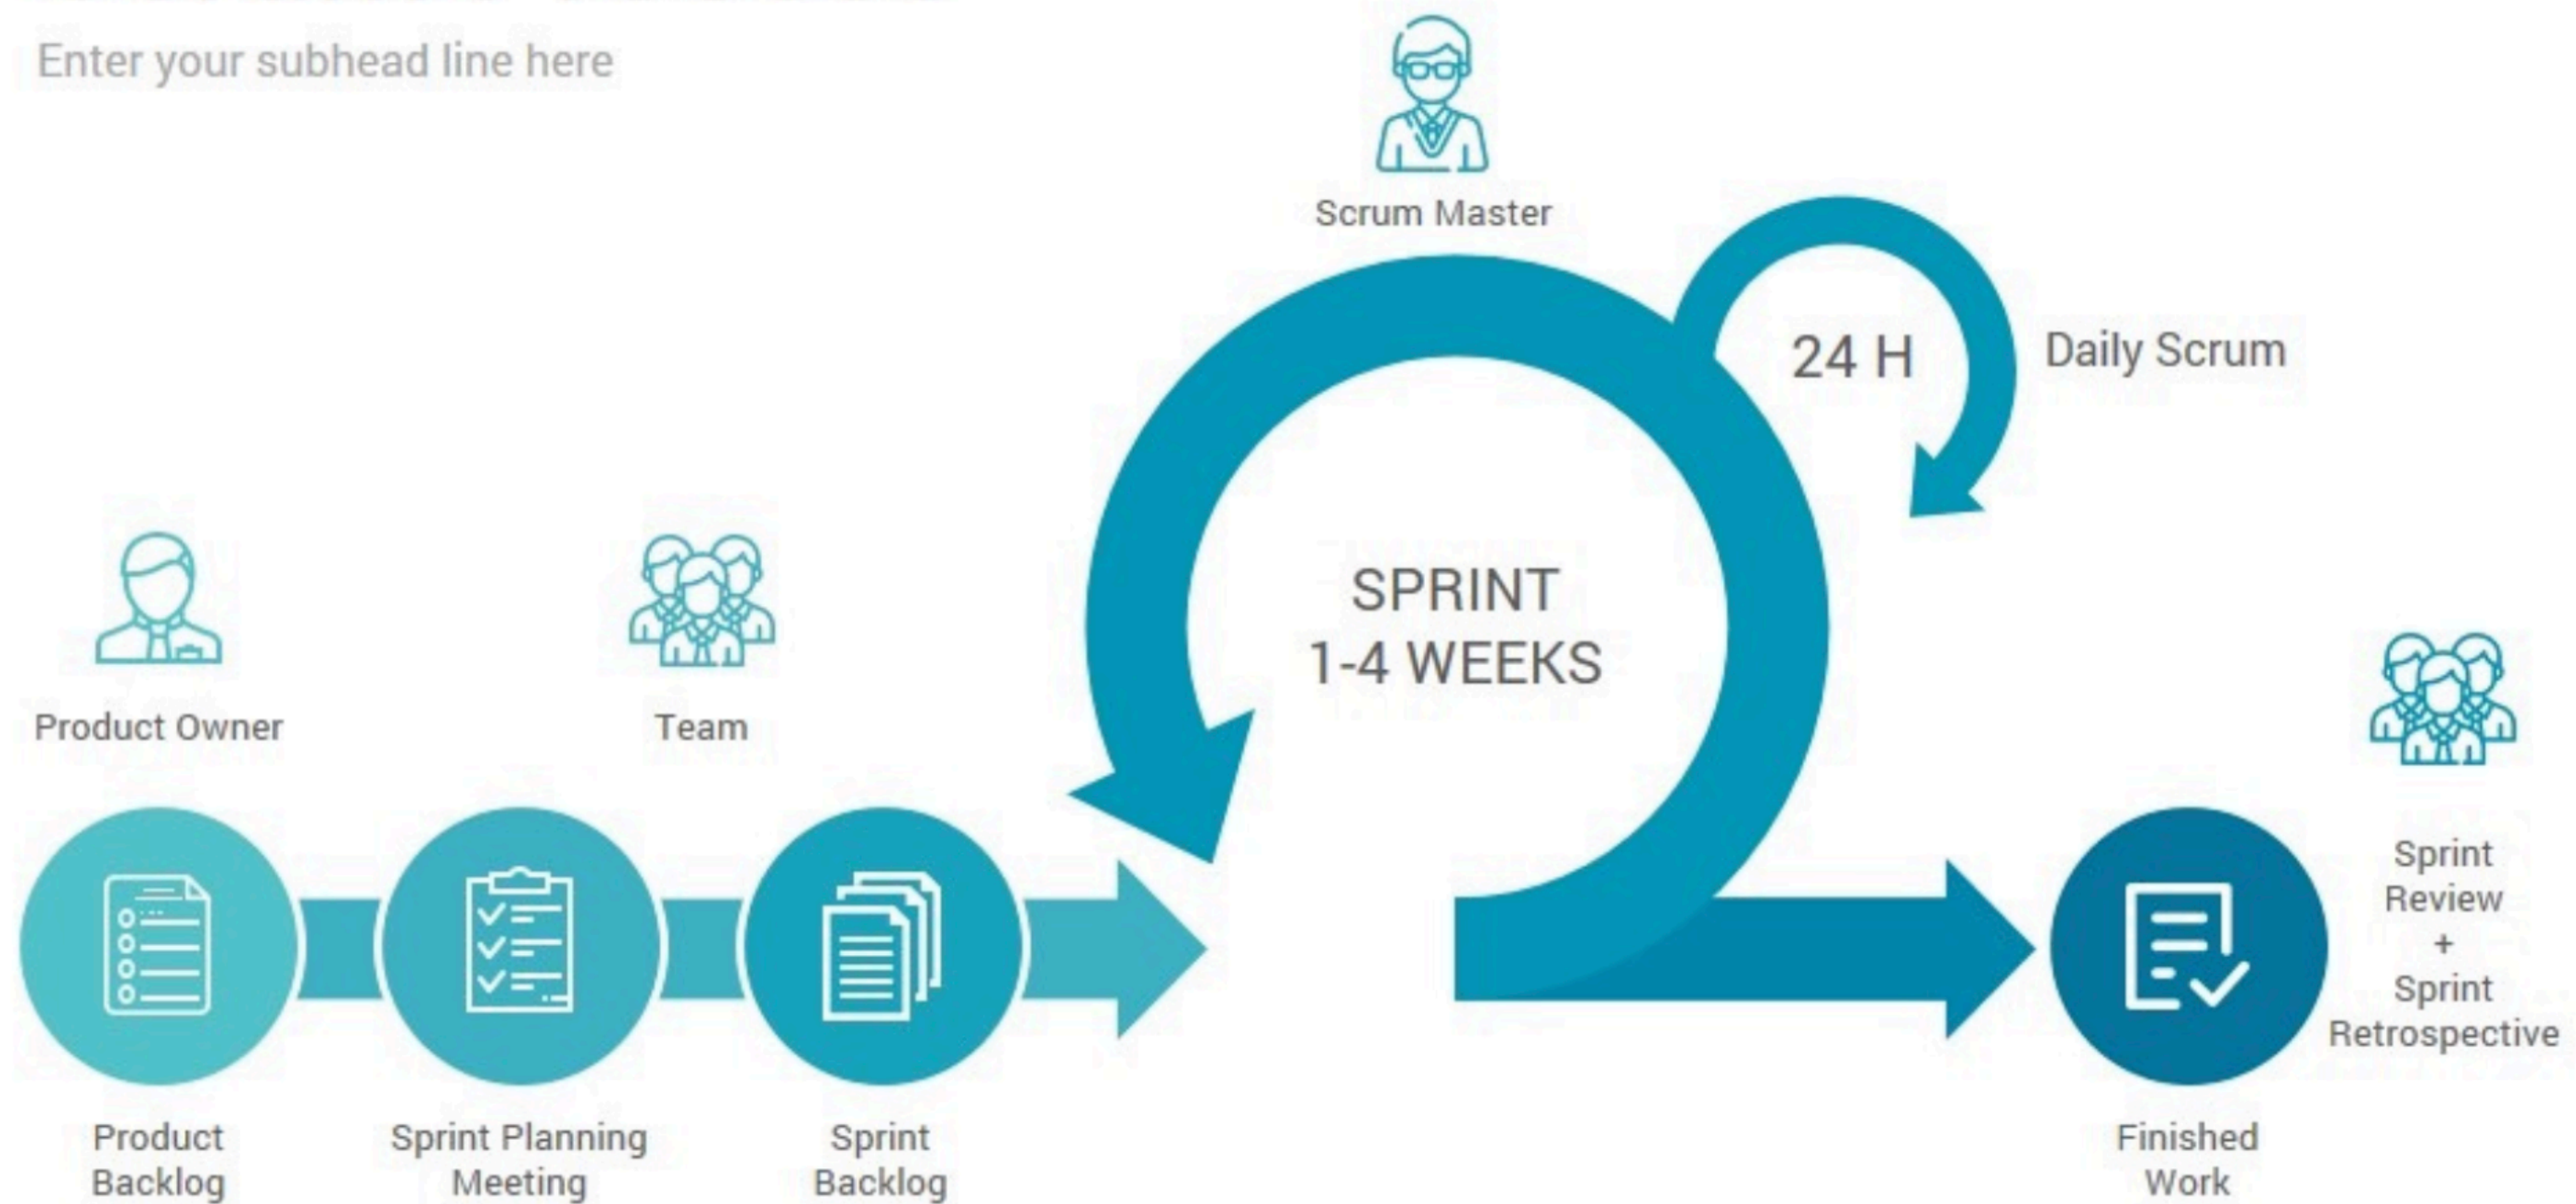 Enter your subhead line here
Scrum Master
24 H
Daily Scrum
SPRINT
1-4 WEEKS
Product Owner
Team
Product
Backlog
Sprint Planning
Meeting
Sprint
Backlog
Finished
Work
Sprint
Review
+
Sprint
Retrospective